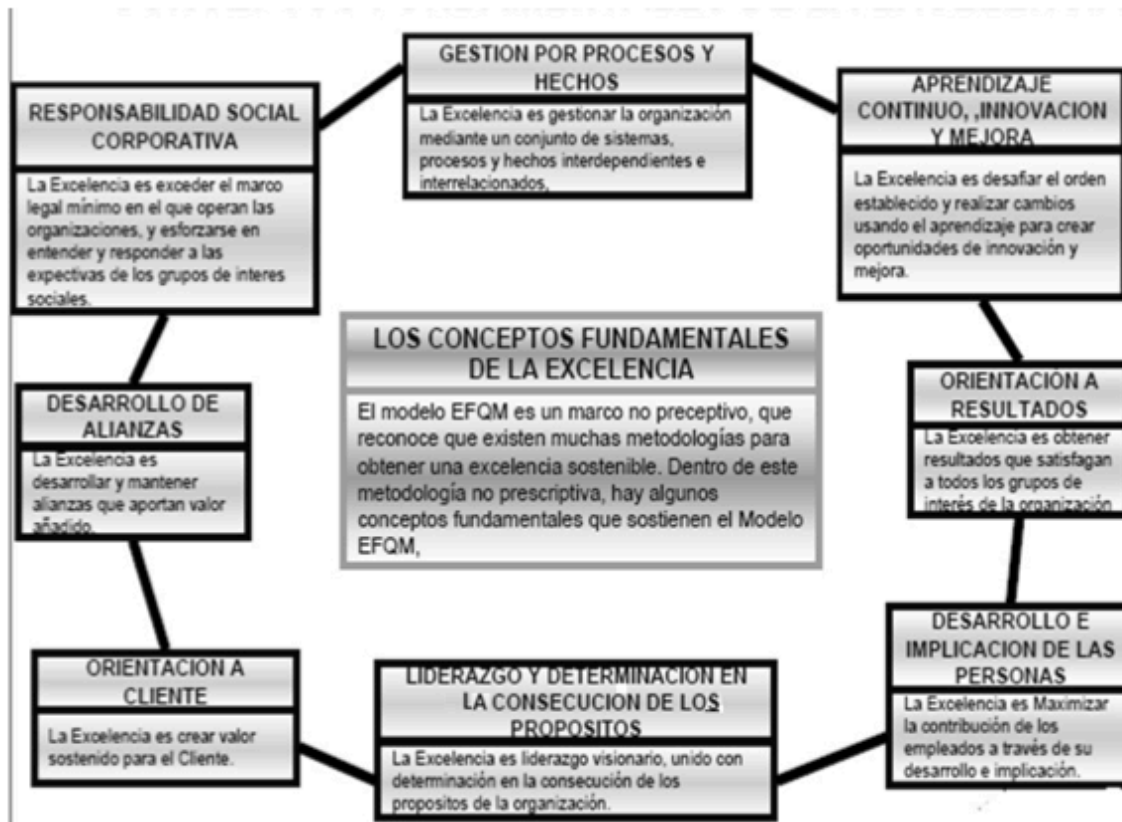 GESTION POR PROCESOS Y
HECHOS
La Excelencia es gestionar la organización
mediante un conjunto de sistemas,
procesos y hechos interdependientes e
interrelacionados,
RESPONSABILIDAD SOCIAL
CORPORATIVA
La Excelencia es exceder el marco
legal mínimo en el que operan las
organizaciones, y esforzarse en
entender y responder a las
expectivas de los grupos de interes
sociales.
APRENDIZAJE
CONTINUO, ,INNOVACION
Y MEJORA
La Excelencia es desafiar el orden
establecido y realizar cambios
usando el aprendizaje para crear
oportunidades de innovación y
mejora.
LOS CONCEPTOS FUNDAMENTALES
DE LA EXCELENCIA
El modelo EFQM es un marco no preceptivo, que
reconoce que existen muchas metodologías para
obtener una excelencia sostenible. Dentro de este
metodología no prescriptiva, hay algunos
conceptos fundamentales que sostienen el Modelo
EFQM,
DESARROLLO DE
ALIANZAS
La Excelencia es
desarrollar y mantener
alianzas que aportan valor
añadido.
ORIENTACIÓN A
RESULTADOS
La Excelencia es obtener
resultados que satisfagan
a todos los grupos de
interés de la organización
ORIENTACION A
CLIENTE
La Excelencia es crear valor
sostenido para el Cliente.
LIDERAZGO Y DETERMINACION EN
LA CONSECUCION DE LOS
PROPOSITOS
La Excelencia es liderazgo visionario, unido con
determinación en la consecución de los
propositos de la organización.
DESARROLLO E
IMPLICACION DE LAS
PERSONAS
La Excelencia es Maximizar
la contribución de los
empleados a través de su
desarrollo e implicación.